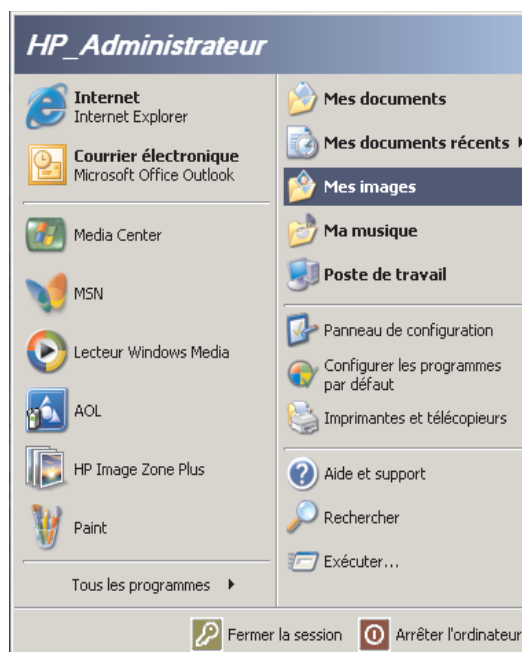 HP_Administrateur
Internet
Internet Explorer
Courrier électronique
Microsoft Office Outlook
Media Center
MSN
Lecteur Windows Media
AOL
HP Image Zone Plus
Paint
Tous les programmes
Mes documents
Mes documents récents
Mes images
Ma musique
Poste de travail
Panneau de configuration
Configurer les programmes
par défaut
Imprimantes et télécopieurs
Aide et support
Rechercher
Exécuter...
Fermer la session
Arrêter l'ordinateur